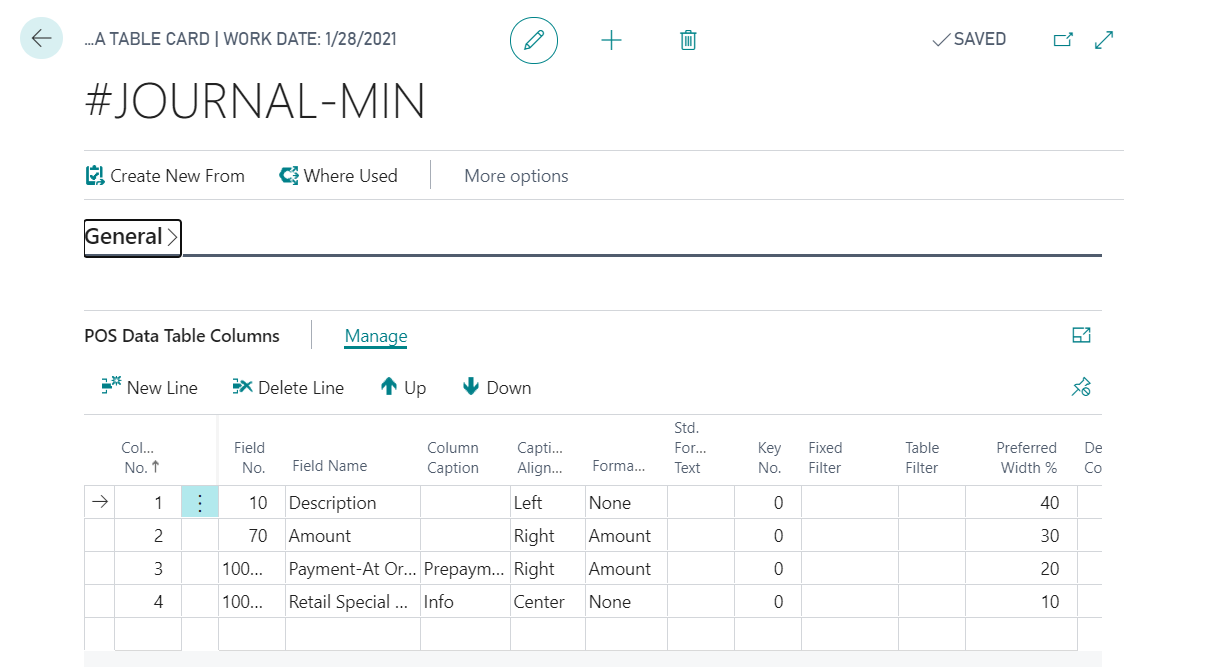 ...A TABLE CARD | WORK DATE: 1/28/2021
SAVED
#JOURNAL-MIN
Create New From Where Used More options
General
POS Data Table Columns Manage
New Line Delete Line Up Down
Col... No. Field No. Field Name Column Caption Capti... Align... Forma... Std. For... Text Key No. Fixed Filter Table Filter Preferred Width % De Co
1 10 Description Left None 0 40
2 70 Amount Right Amount 0 30
3 100... Payment-At Or... Prepaym... Right Amount 0 20
4 100... Retail Special ... Info Center None 0 10